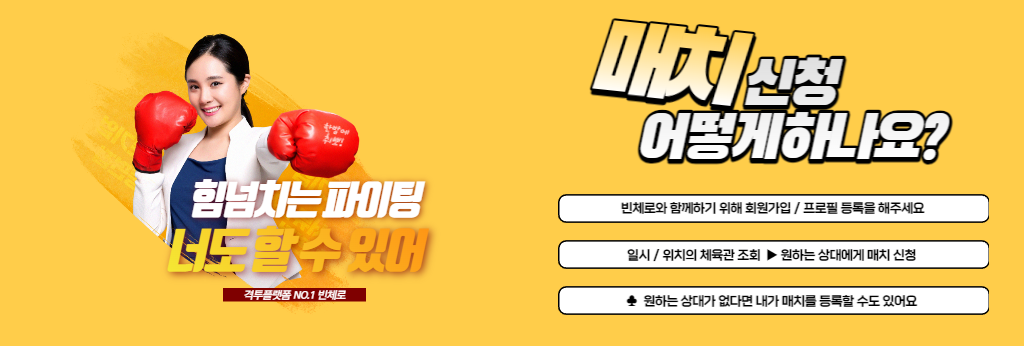 힘넘치는 파이팅
너도 할 수 있어
격투플랫폼 NO.1 빈체로
매치 신청
어떻게하나요?
빈체로와 함께하기 위해 회원가입 / 프로필 등록을 해주세요
일시 / 위치의 체육관 조회 ▶ 원하는 상대에게 매치 신청
♣ 원하는 상대가 없다면 내가 매치를 등록할 수도 있어요